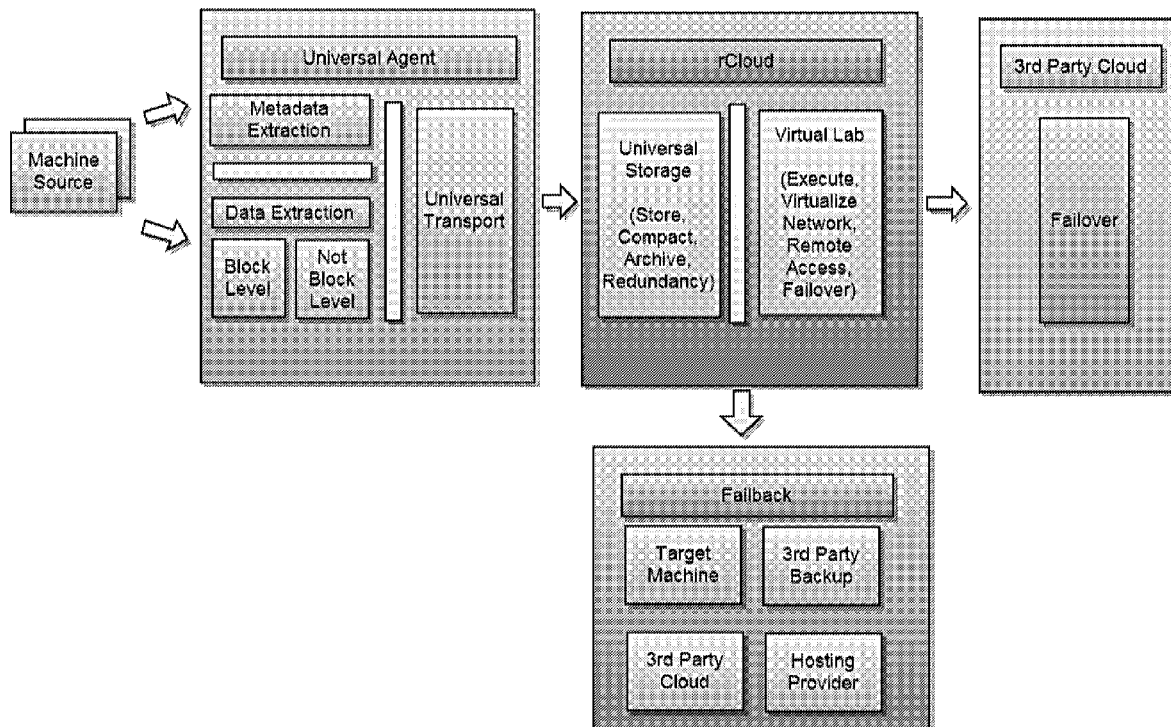 Machine
Source
Universal Agent
Metadata
Extraction
Data Extraction
Block
Level
Not
Block
Level
Universal
Transport
rCloud
Universal
Storage
(Store,
Compact,
Archive,
Redundancy)
Virtual Lab
(Execute,
Virtualize
Network,
Remote
Access,
Failover)
3rd Party Cloud
Failover
Failback
Target
Machine
3rd Party
Backup
3rd Party
Cloud
Hosting
Provider